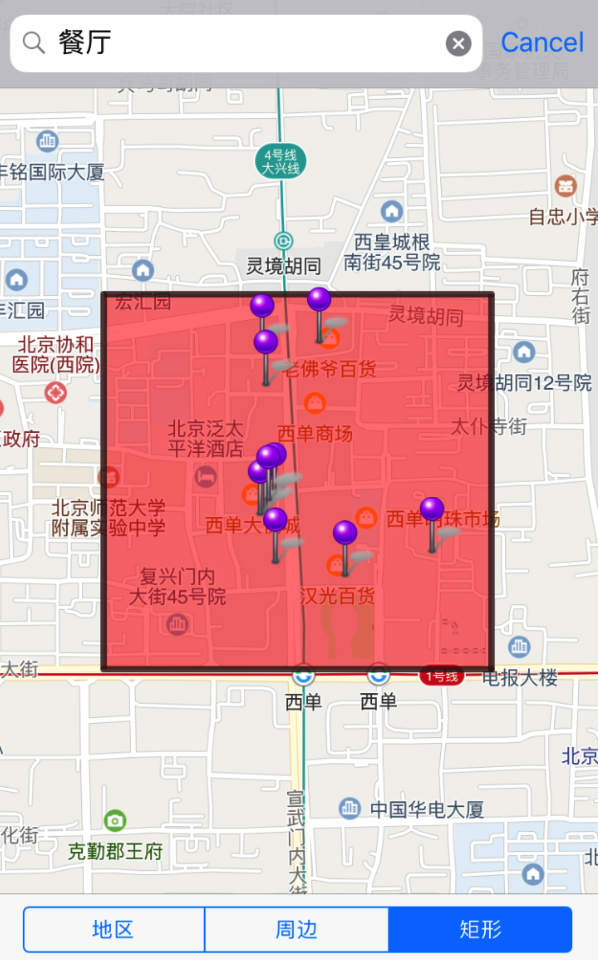 餐厅
Cancel
兵马司胡同
4号线
大兴线
丰铭国际大厦
自忠小学
西皇城根
南街45号院
灵境胡同
府右街
宏汇园
丰汇园
灵境胡同
北京协和
医院(西院)
老佛爷百货
灵境胡同12号院
政府
西单商场
太仆寺街
北京泛太
平洋酒店
北京师范大学
附属实验中学
西单大悦城
西单明珠市场
复兴门内
大街45号院
汉光百货
大街
1号线
电报大楼
西单
西单
北京
宣武门内大街
中国华电大厦
化街
克勤郡王府
北
地区
周边
矩形